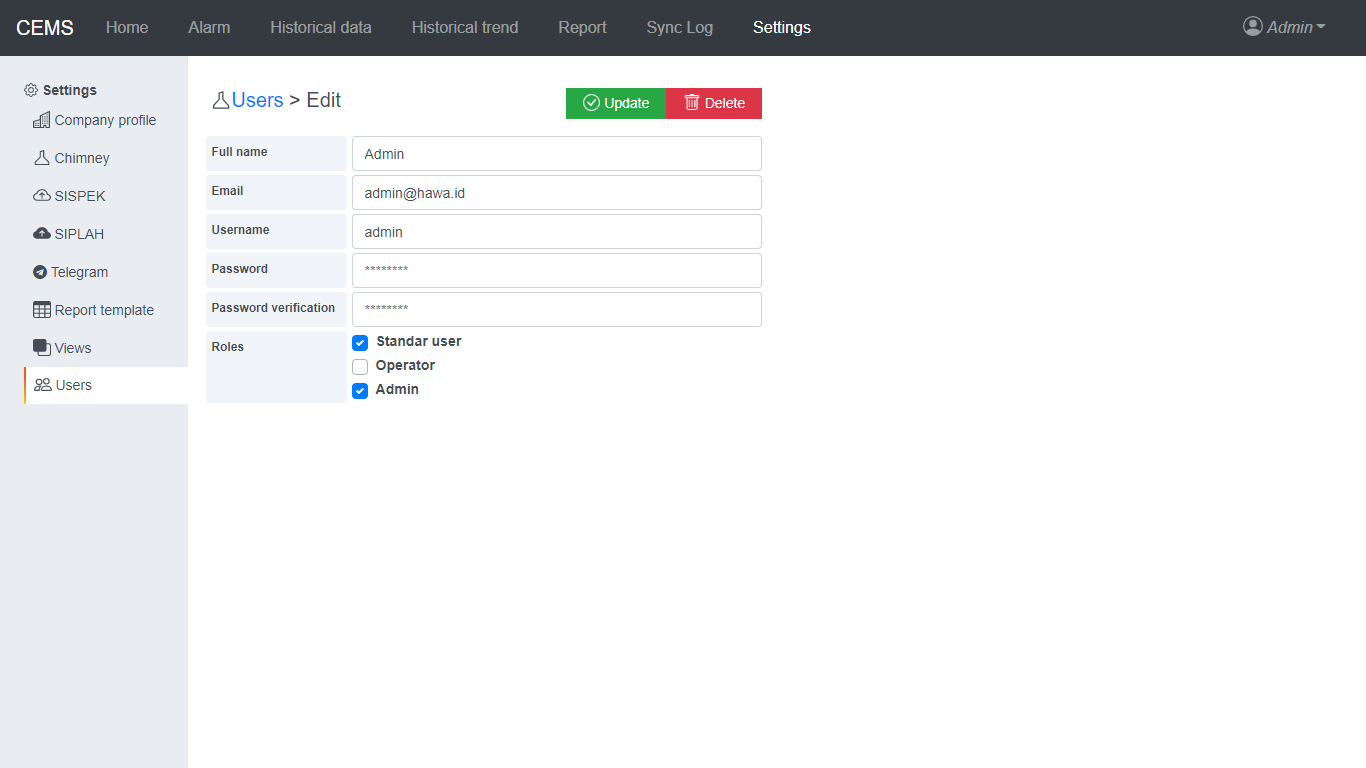 CEMS Home Alarm Historical data Historical trend Report Sync Log Settings Admin
Settings
Company profile
Chimney
SISPEK
SIPLAH
Telegram
Report template
Views
Users
Users > Edit
Update Delete
Full name Admin
Email admin@hawa.id
Username admin
Password ********
Password verification ********
Roles Standar user
Operator
Admin